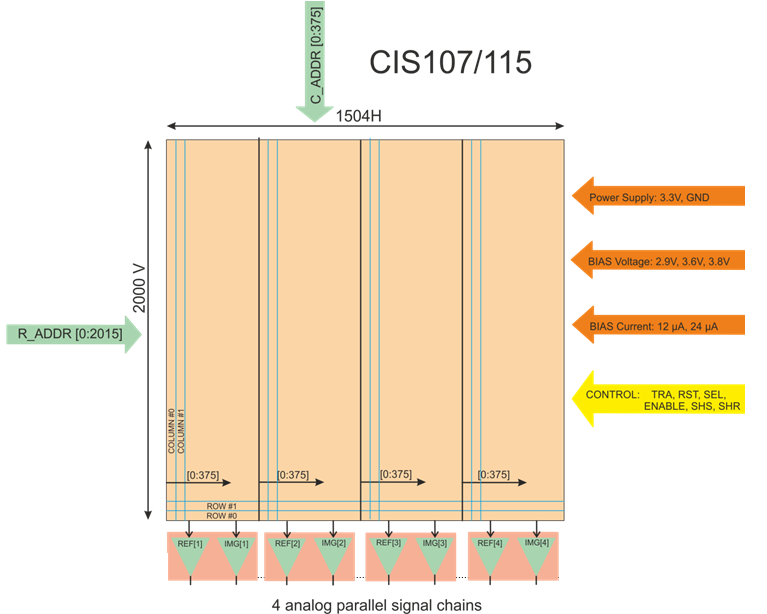 C_ADDR [0:375]
CIS107/115
1504H
2000 V
R_ADDR [0:2015]
Power Supply: 3.3V, GND
BIAS Voltage: 2.9V, 3.6V, 3.8V
BIAS Current: 12 µA, 24 µA
CONTROL: TRA, RST, SEL,
ENABLE, SHS, SHR
COLUMN #0
COLUMN #1
[0:375]
[0:375]
[0:375]
[0:375]
ROW #1
ROW #0
REF[1]
IMG[1]
REF[2]
IMG[2]
REF[3]
IMG[3]
REF[4]
IMG[4]
4 analog parallel signal chains